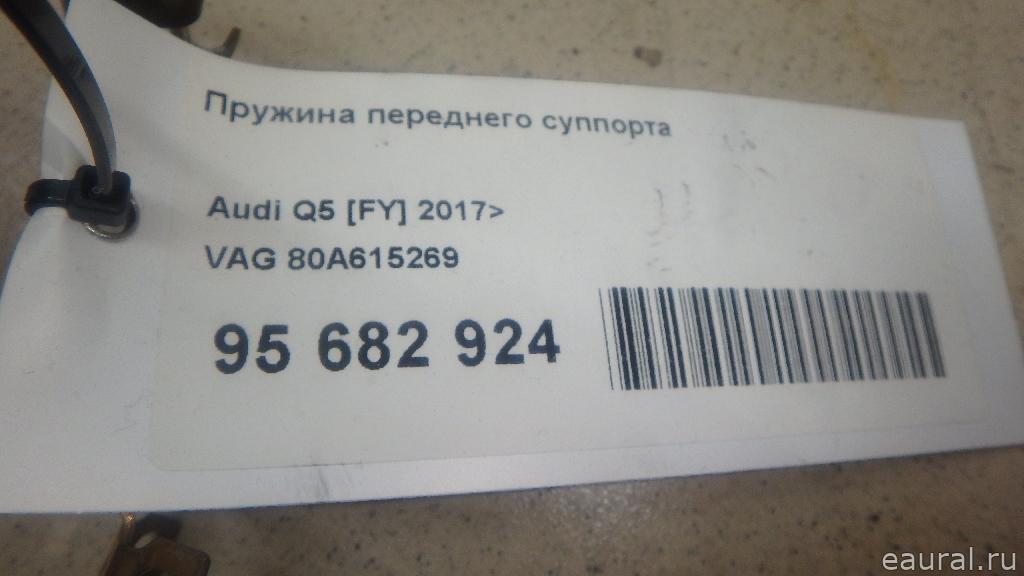 Пружина переднего суппорта
Audi Q5 [FY] 2017>
VAG 80A615269
95 682 924
eaural.ru